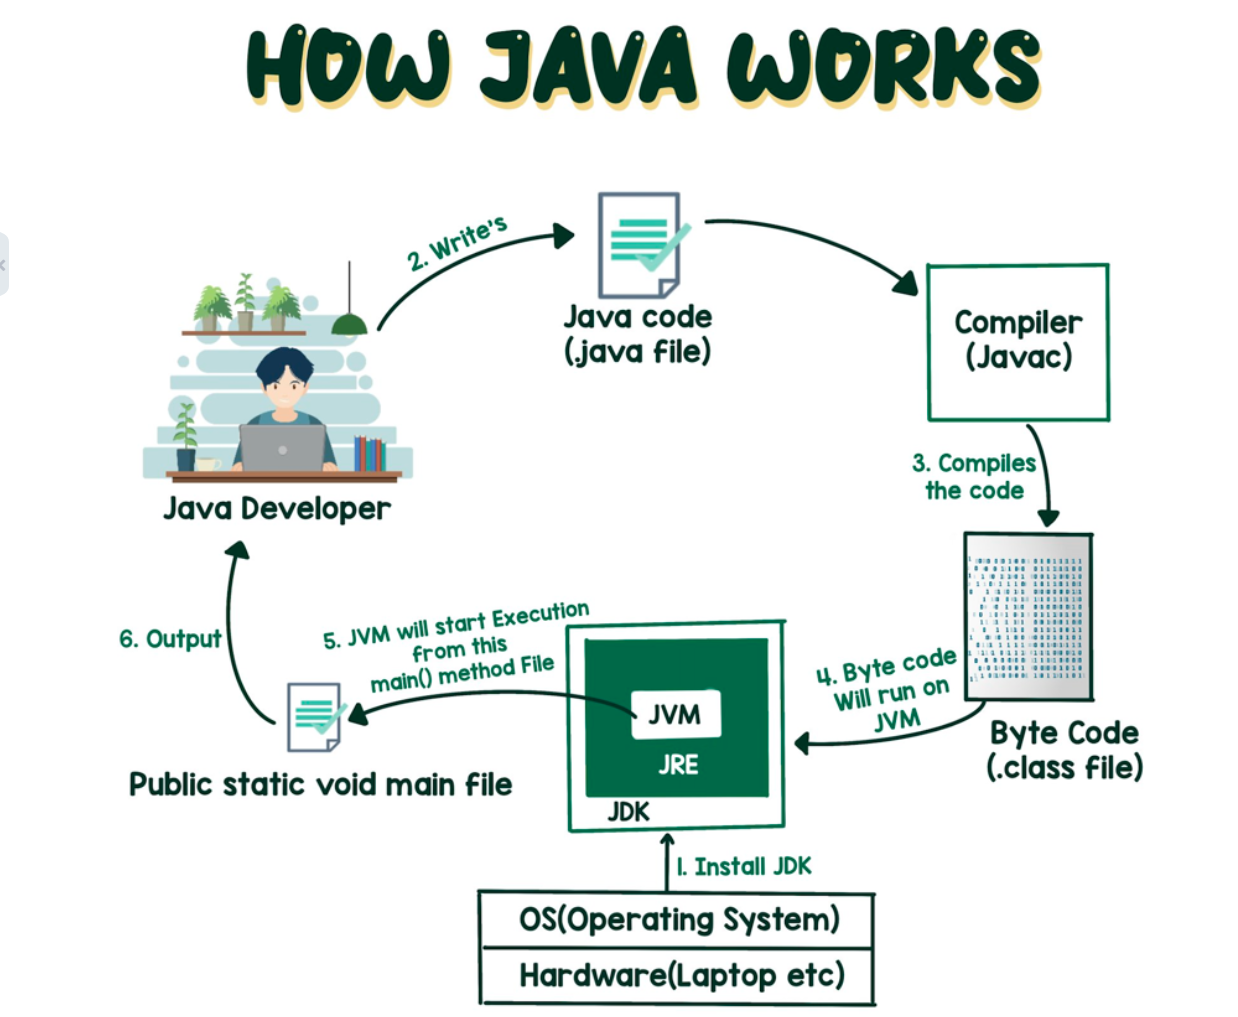 HOW JAVA WORKS
2. Write's
Java code
(.java file)
Compiler
(Javac)
3. Compiles
the code
Java Developer
Byte Code
(.class file)
4. Byte code
Will run on
JVM
5. JVM will start Execution
from this
main() method File
6. Output
JVM
JRE
JDK
Public static void main file
1. Install JDK
OS(Operating System)
Hardware(Laptop etc)